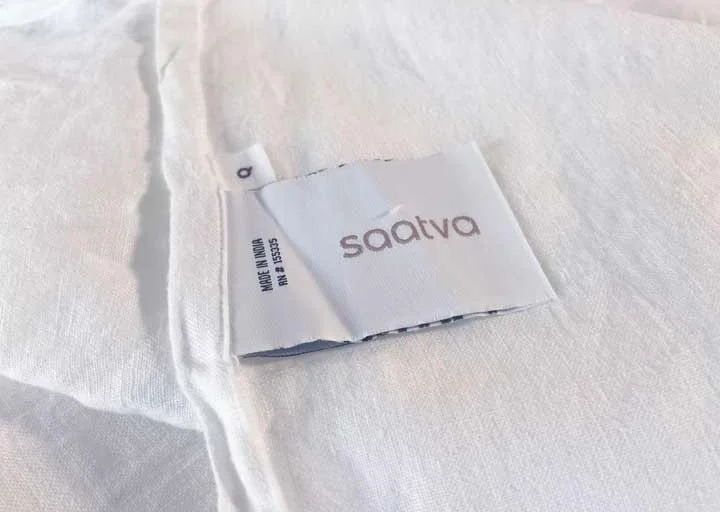 Q
saatva
MADE IN INDIA
RN # 155335